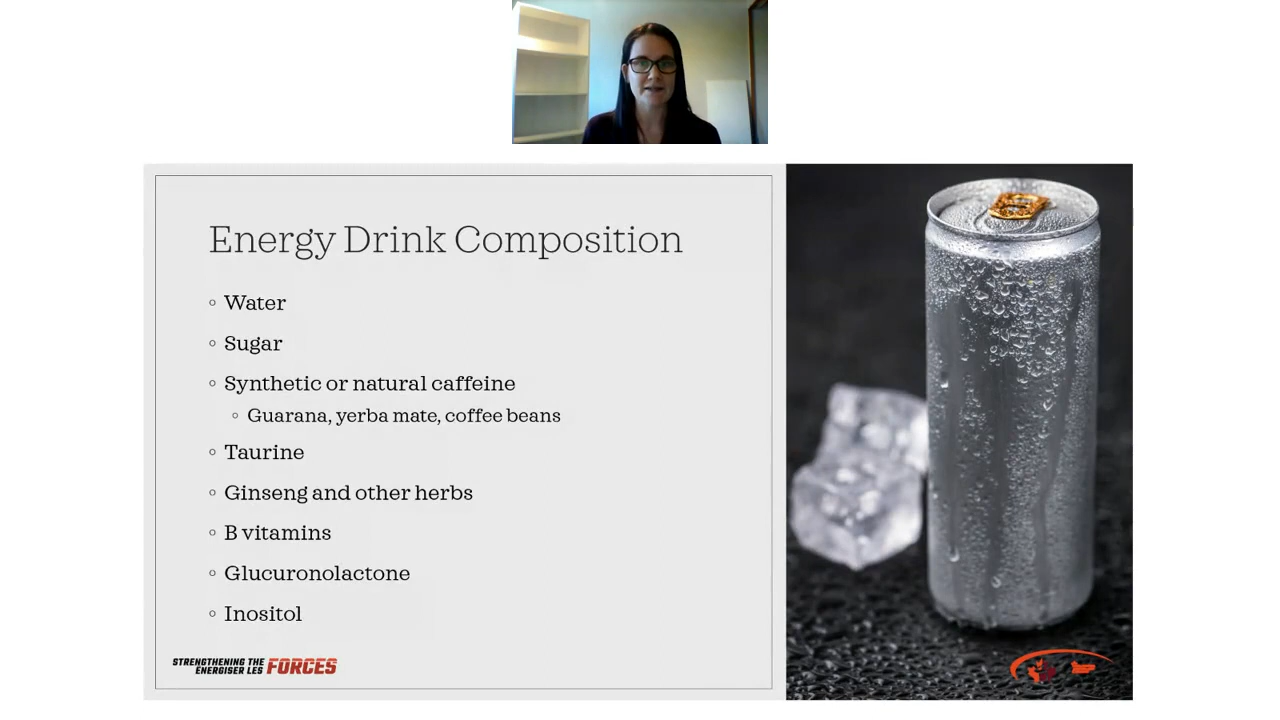 Energy Drink Composition
Water
Sugar
Synthetic or natural caffeine
Guarana, yerba mate, coffee beans
Taurine
Ginseng and other herbs
B vitamins
Glucuronolactone
Inositol
STRENGTHENING THE
ENERGISER LES FORCES